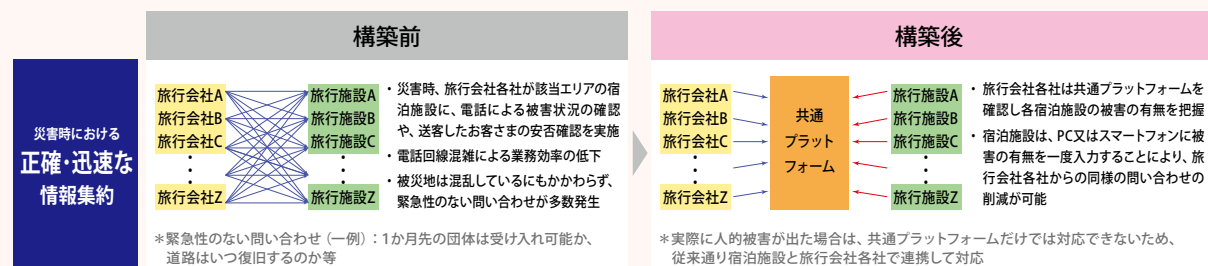 構築前
構築後
災害時における
正確・迅速な
情報集約
旅行会社A
旅行会社B
旅行会社C
・
・
旅行会社Z
旅行施設A
旅行施設B
旅行施設C
・
・
旅行施設Z
・災害時、旅行会社各社が該当エリアの宿
泊施設に、電話による被害状況の確認
や、送客したお客さまの安否確認を実施
・電話回線混雑による業務効率の低下
・被災地は混乱しているにもかかわらず、
緊急性のない問い合わせが多数発生
＊緊急性のない問い合わせ（一例）：1か月先の団体は受け入れ可能か、
道路はいつ復旧するのか等
旅行会社A
旅行会社B
旅行会社C
・
・
旅行会社Z
共通
プラット
フォーム
旅行施設A
旅行施設B
旅行施設C
・
・
旅行施設Z
・旅行会社各社は共通プラットフォームを
確認し各宿泊施設の被害の有無を把握
・宿泊施設は、PC又はスマートフォンに被
害の有無を一度入力することにより、旅
行会社各社からの同様の問い合わせの
削減が可能
＊実際に人的被害が出た場合は、共通プラットフォームだけでは対応できないため、
従来通り宿泊施設と旅行会社各社で連携して対応